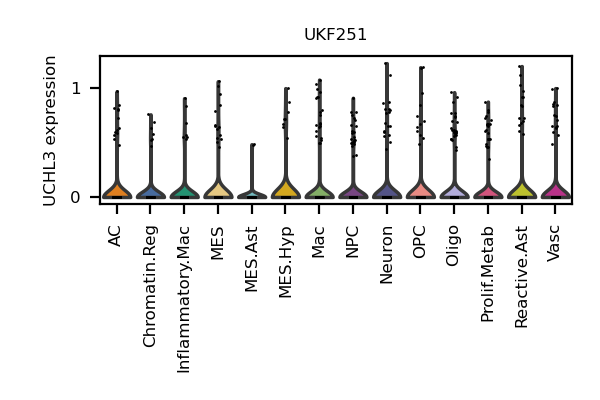 UKF251
UCHL3 expression
1
0
AC
Chromatin.Reg
Inflammatory.Mac
MES
MES.Ast
MES.Hyp
Mac
NPC
Neuron
OPC
Oligo
Prolif.Metab
Reactive.Ast
Vasc